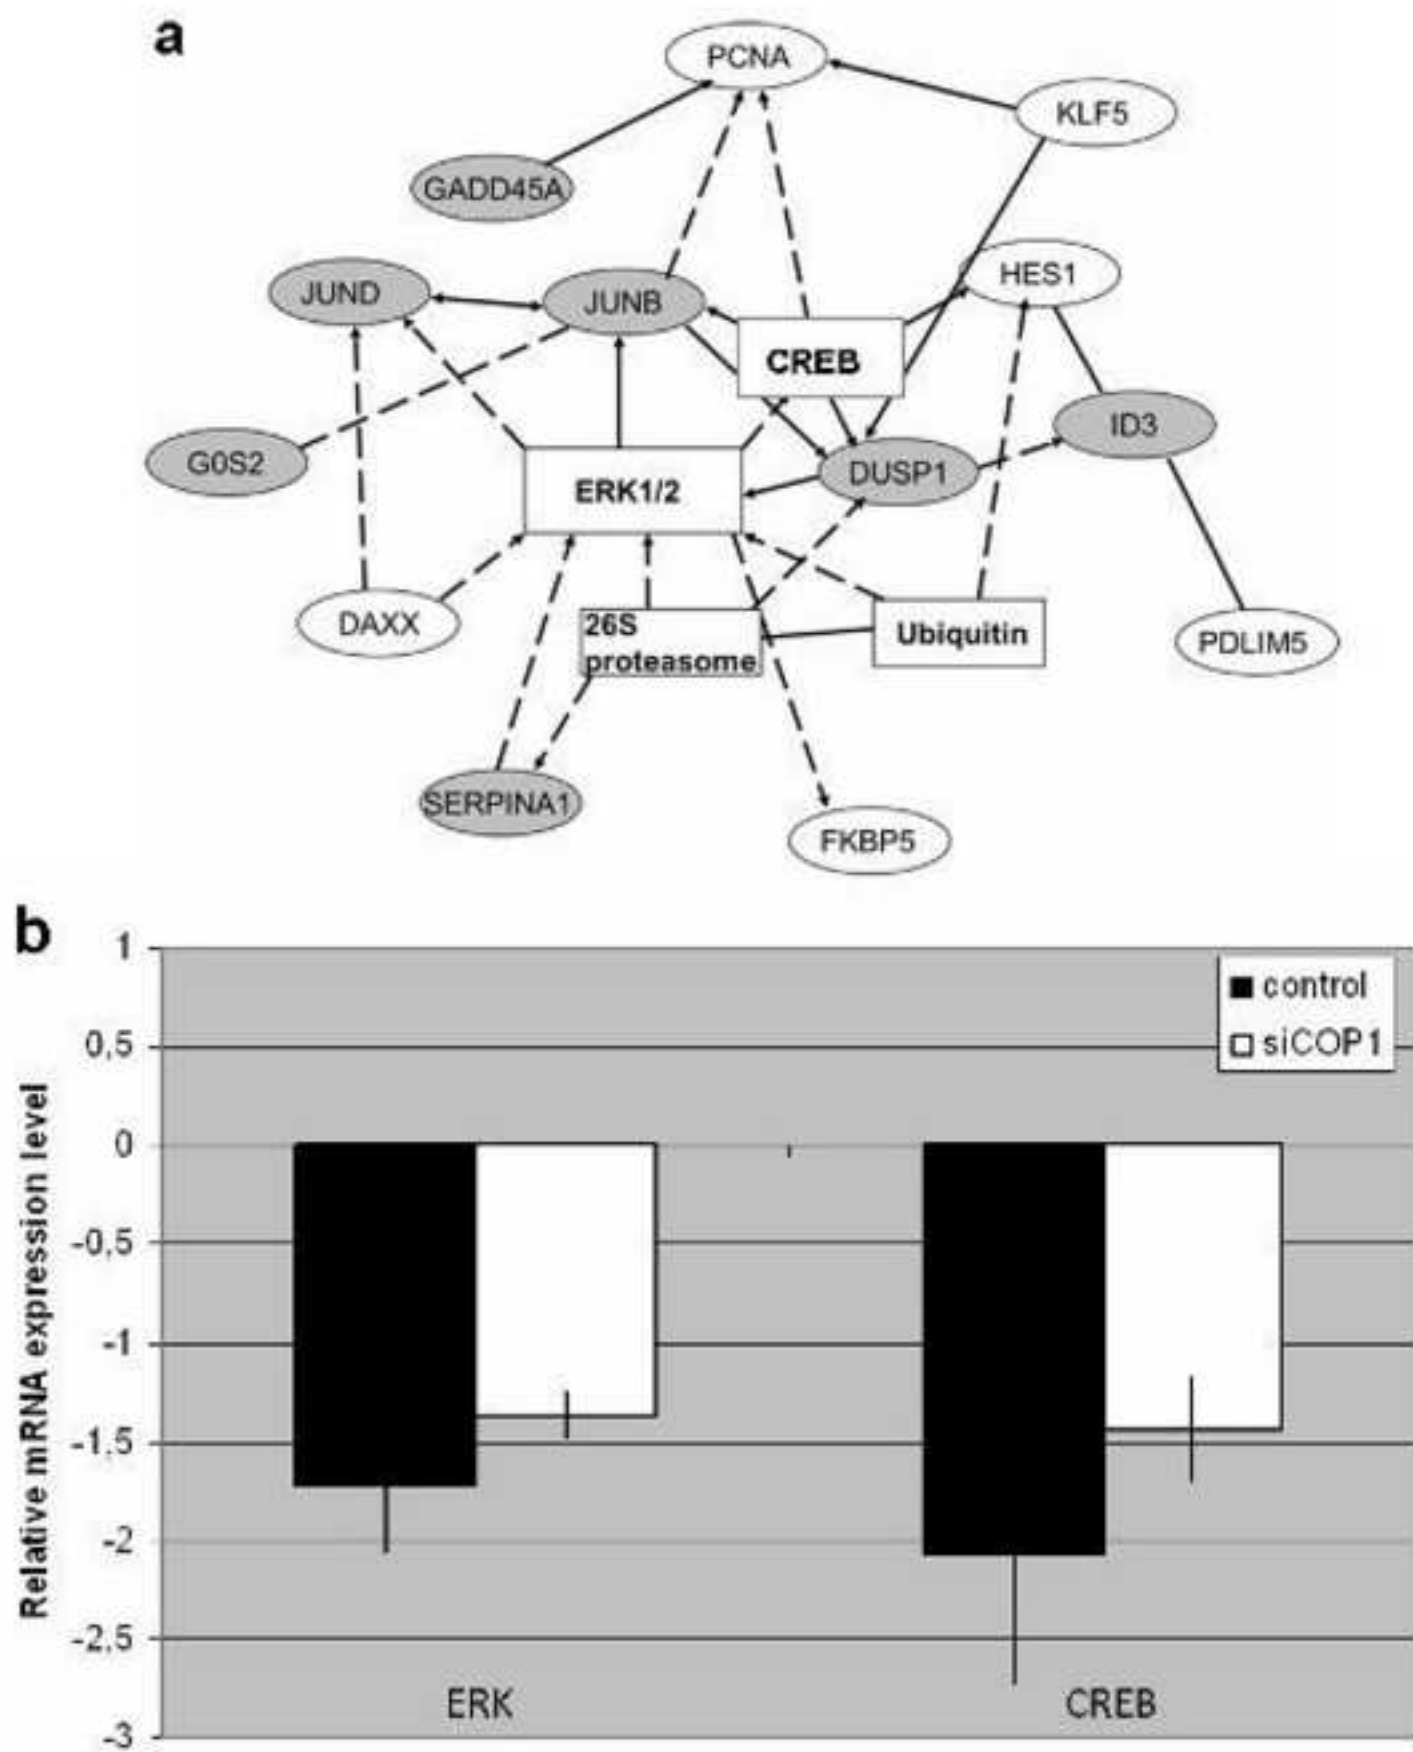 a
PCNA
KLF5
GADD45A
HES1
JUND
JUNB
CREB
ID3
G0S2
DUSP1
ERK1/2
DAXX
26S
proteasome
Ubiquitin
PDLIM5
SERPINA1
FKBP5
b
1
control
siCOP1
0,5
0
-0,5
-1
-1,5
-2
-2,5
-3
Relative mRNA expression level
ERK
CREB